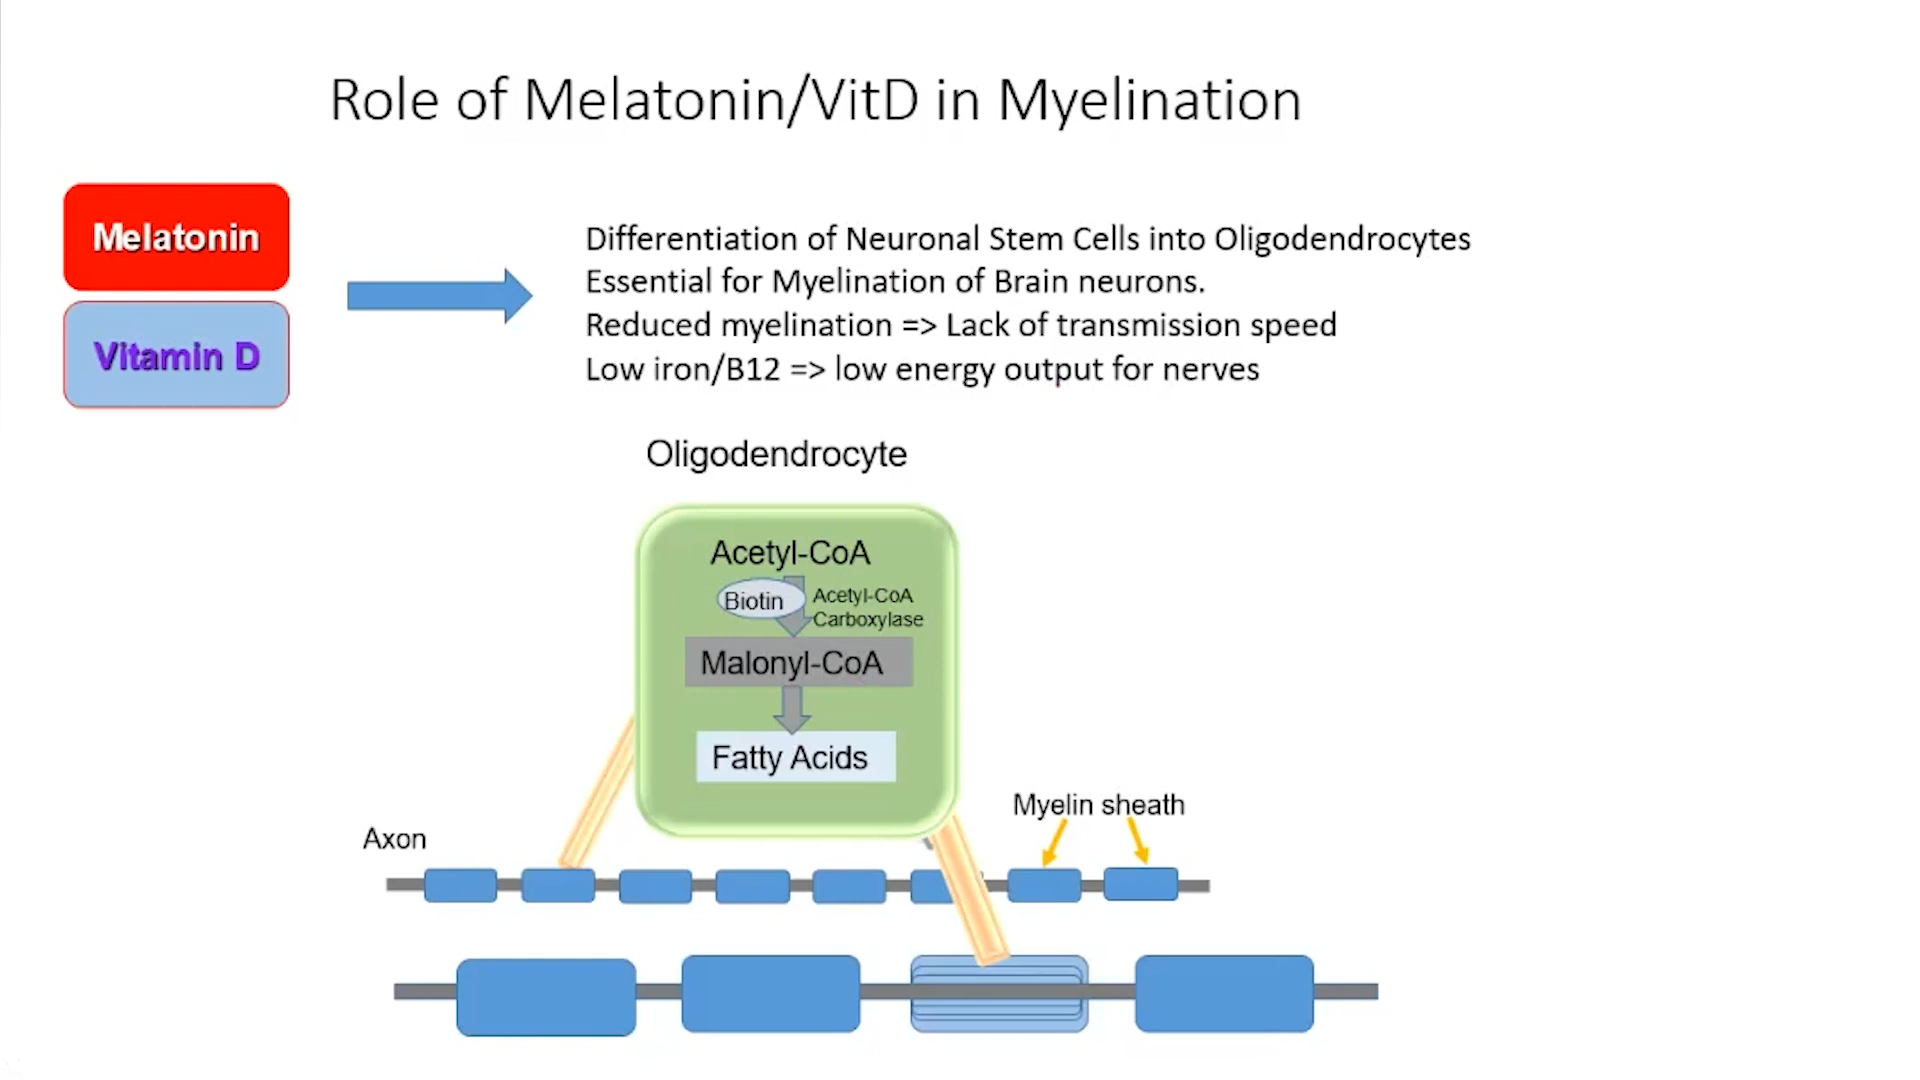 Role of Melatonin/VitD in Myelination
Melatonin
Vitamin D
Differentiation of Neuronal Stem Cells into Oligodendrocytes
Essential for Myelination of Brain neurons.
Reduced myelination => Lack of transmission speed
Low iron/B12 => low energy output for nerves
Oligodendrocyte
Acetyl-CoA
Biotin
Acetyl-CoA
Carboxylase
Malonyl-CoA
Fatty Acids
Myelin sheath
Axon